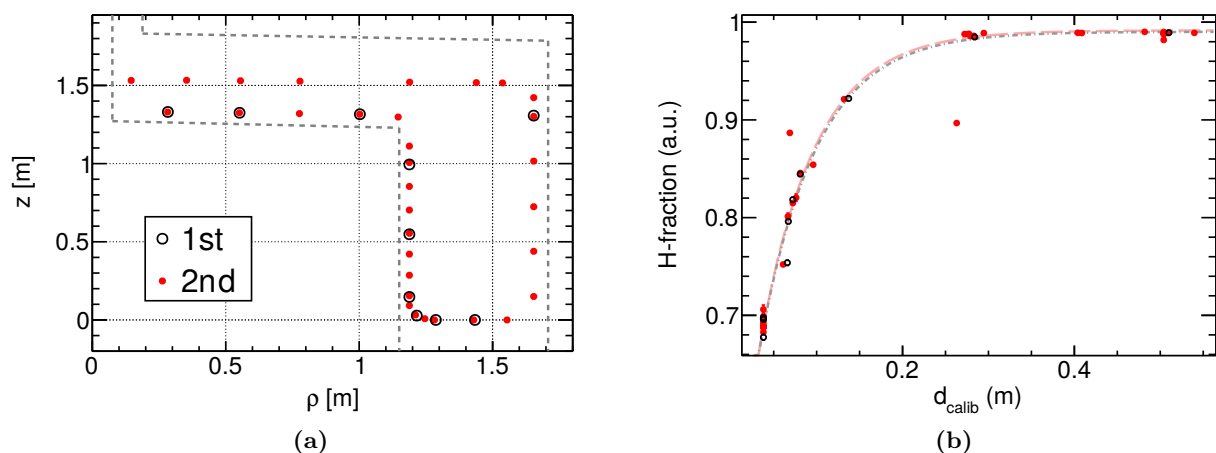 1.5
1
0.5
0
z [m]
1st
2nd
0 0.5 1 1.5
ρ [m]
(a)
1
0.9
0.8
0.7
H-fraction (a.u.)
0.2 0.4
d_calib (m)
(b)